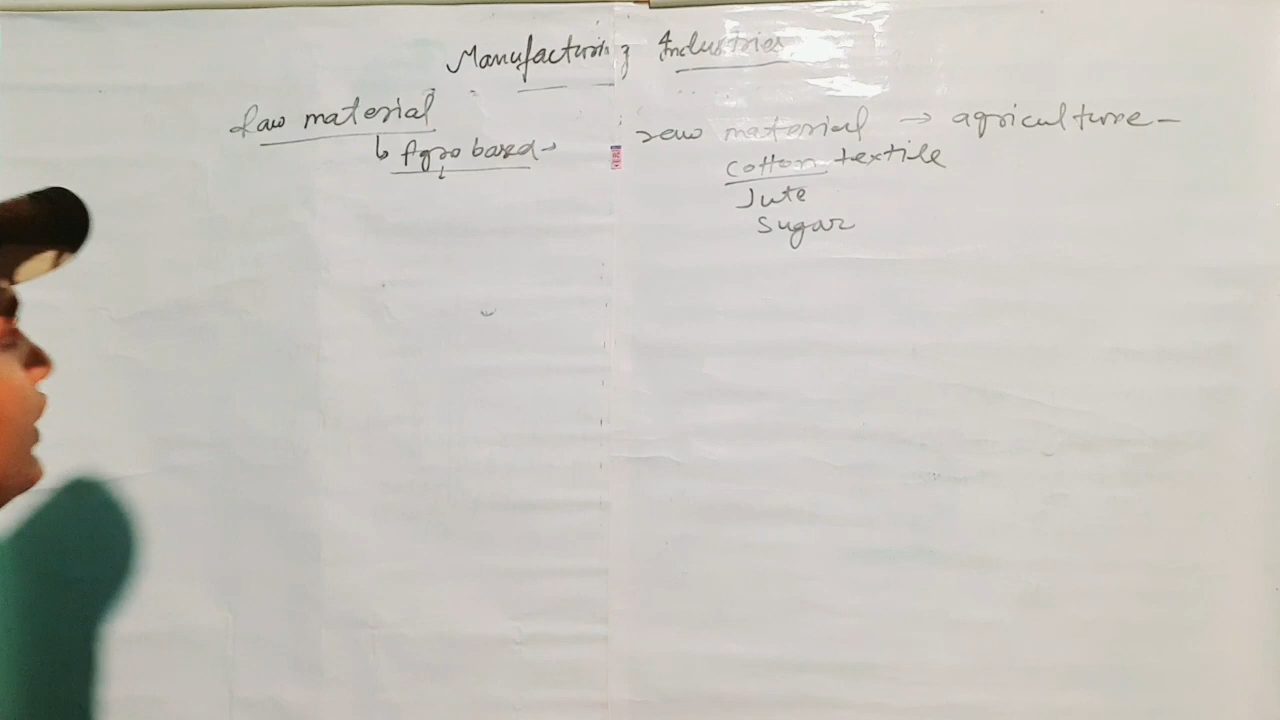 Manufacturing Industries
Raw material
↳ Agro based →
raw material → agriculture -
cotton textile
Jute
Sugar